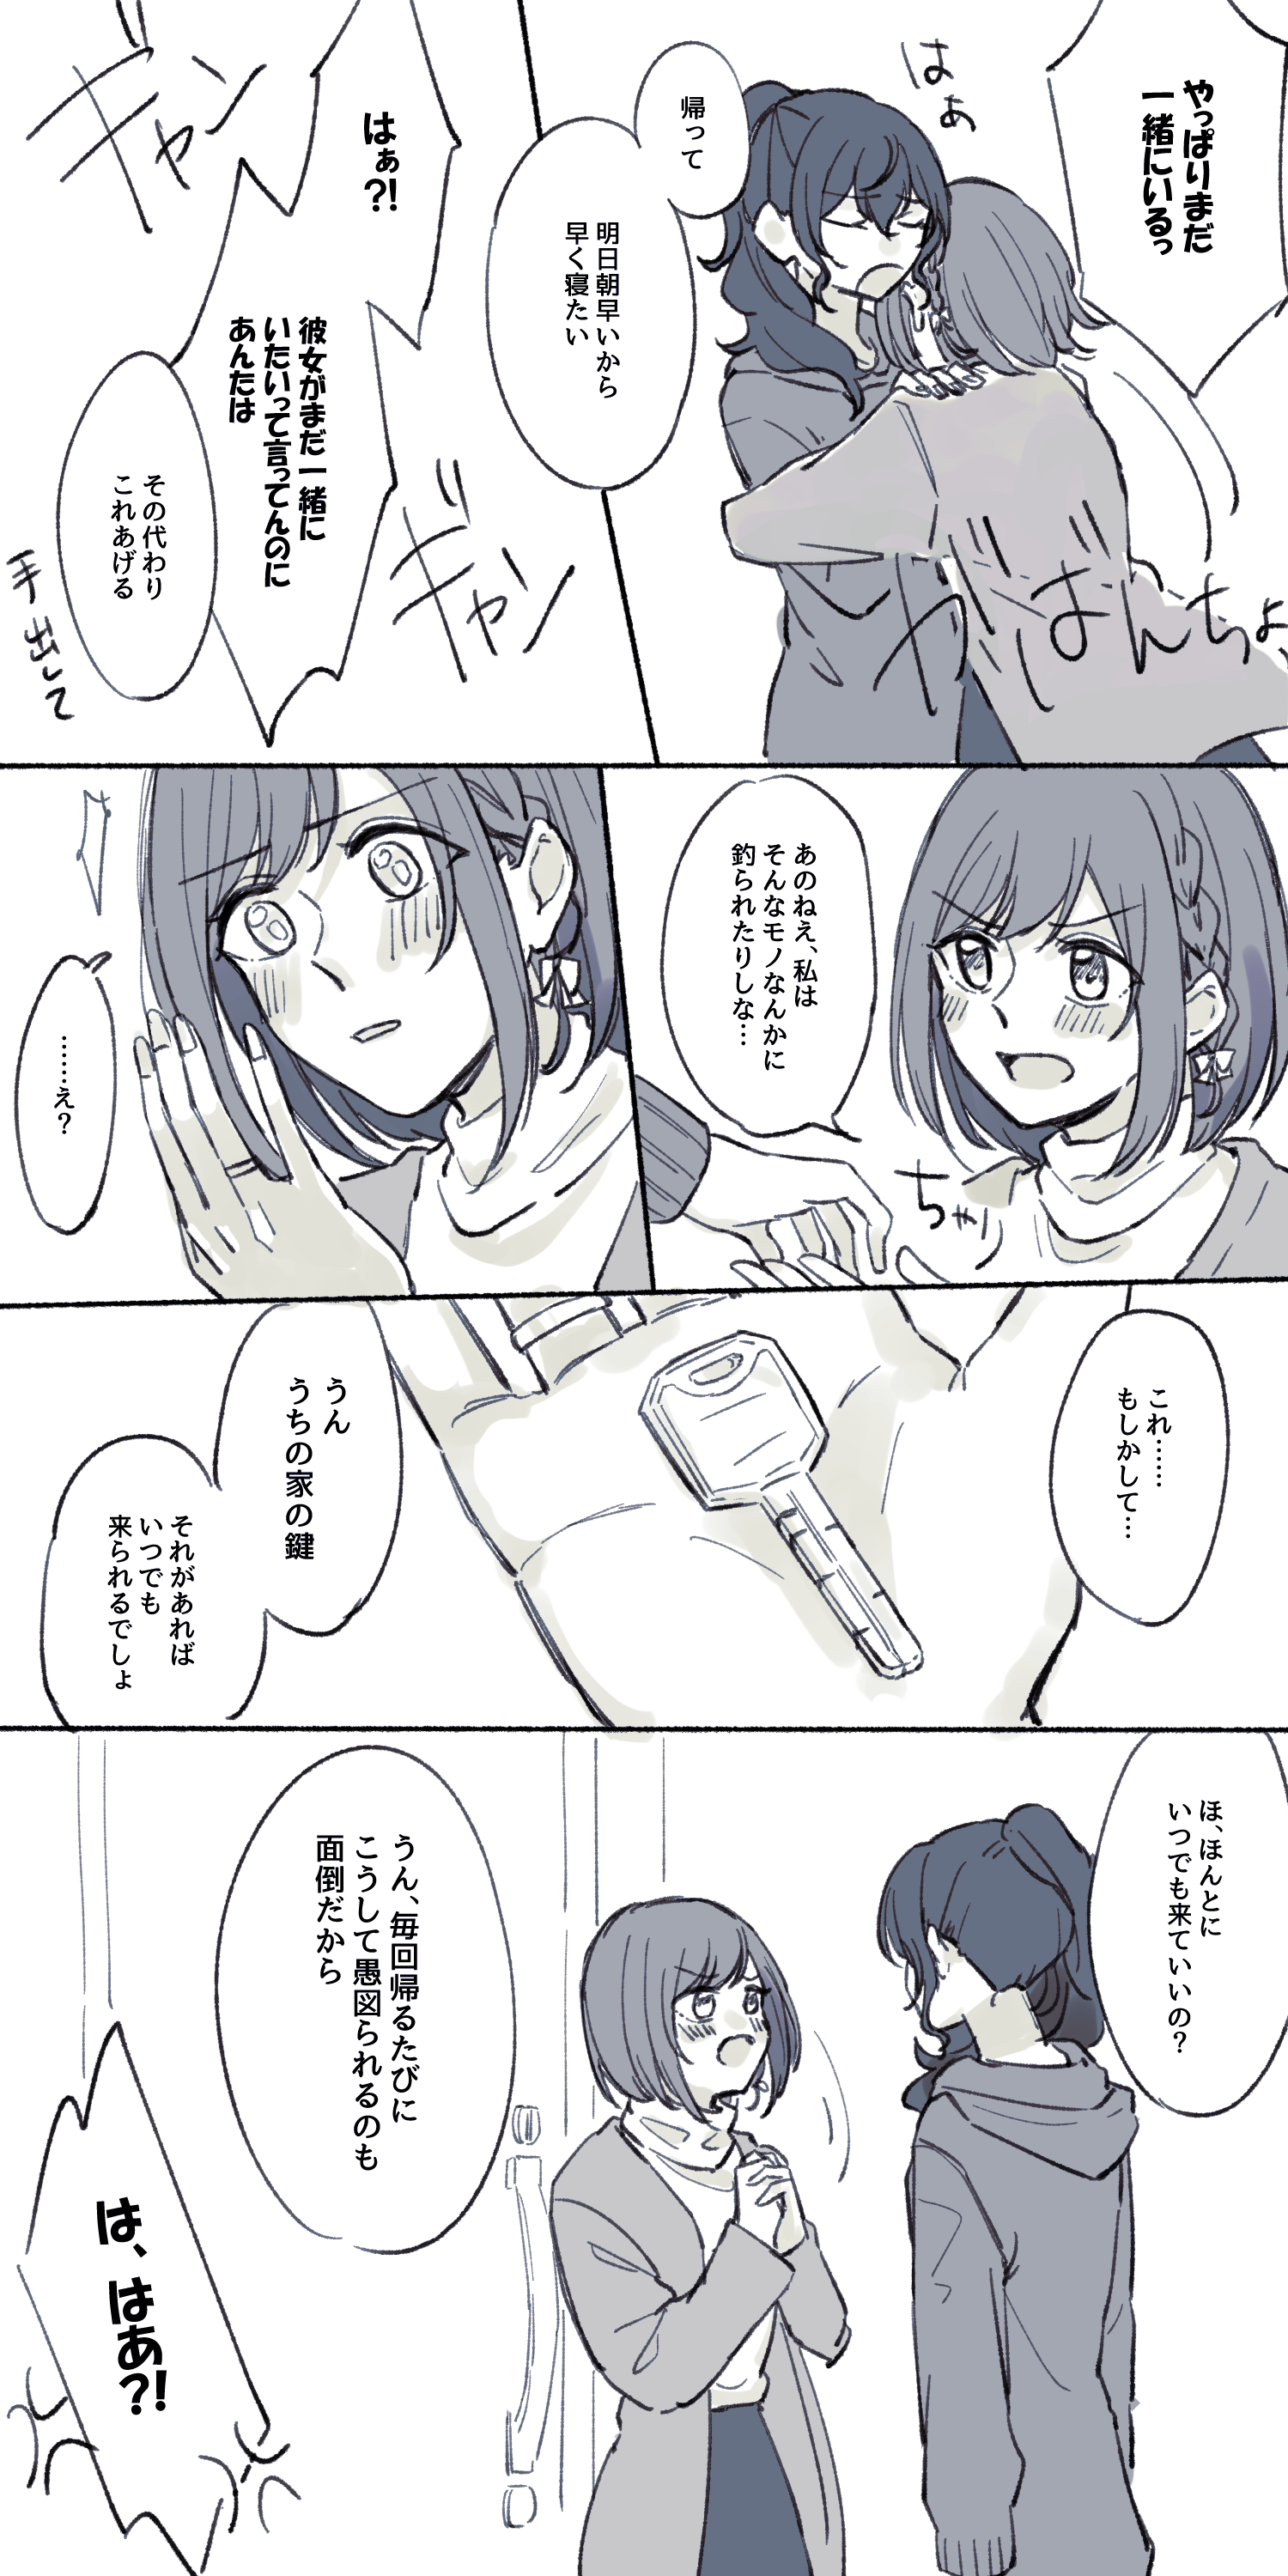 やっぱりまだ
一緒にいるっ
はぁ
がばんちょ
帰って
明日朝早いから
早く寝たい
はぁ?!
ギャン
彼女がまだ一緒に
いたいって言ってんのに
あんたは
ギャン
その代わり
これあげる
手出して
あのねえ、私は
そんなモノなんかに
釣られたりしな…
ちゃり
……え?
これ……
もしかして…
うん
うちの家の鍵
それがあれば
いつでも
来られるでしょ
ほ、ほんとに
いつでも来ていいの?
うん、毎回帰るたびに
こうして愚図られるのも
面倒だから
は、はあ?!